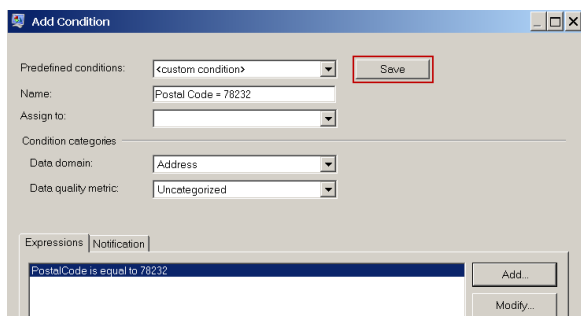 Add Condition
Predefined conditions: <custom condition> Save
Name: Postal Code = 78232
Assign to:
Condition categories
Data domain: Address
Data quality metric: Uncategorized
Expressions Notification
PostalCode is equal to 78232 Add...
Modify...